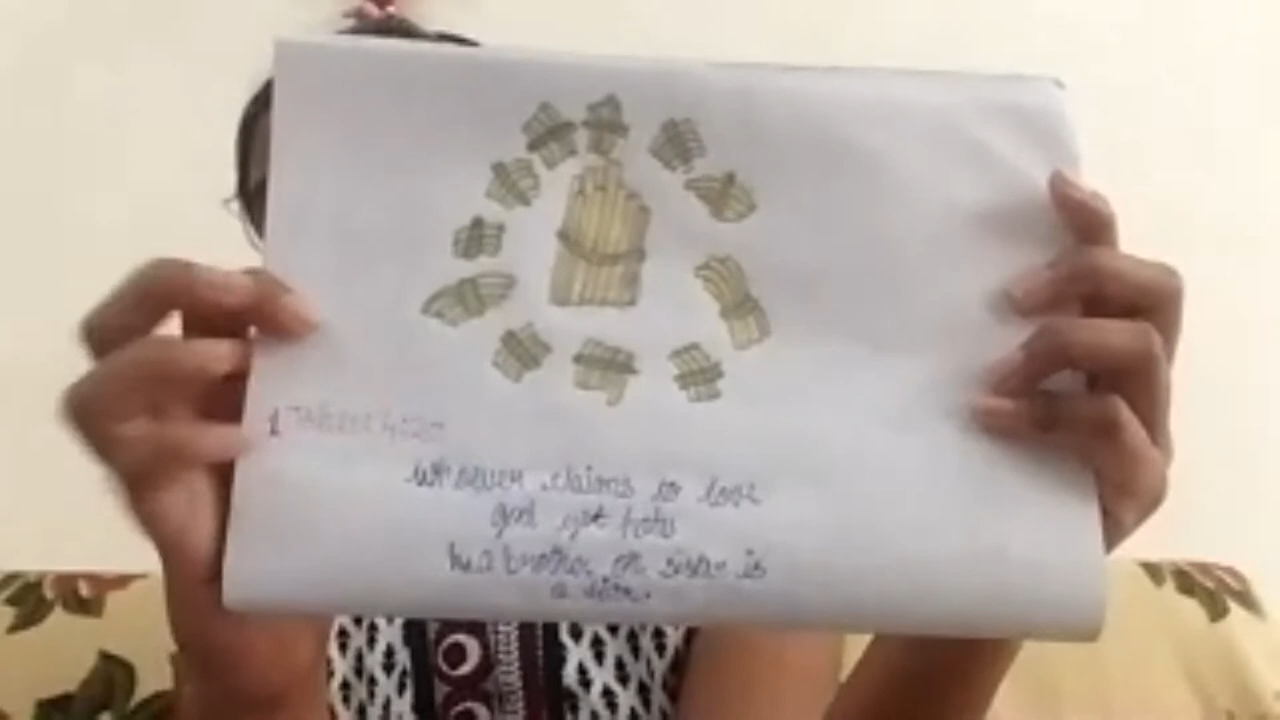 whoever claims to love
god yet hate
his brother or sister is
a liar.